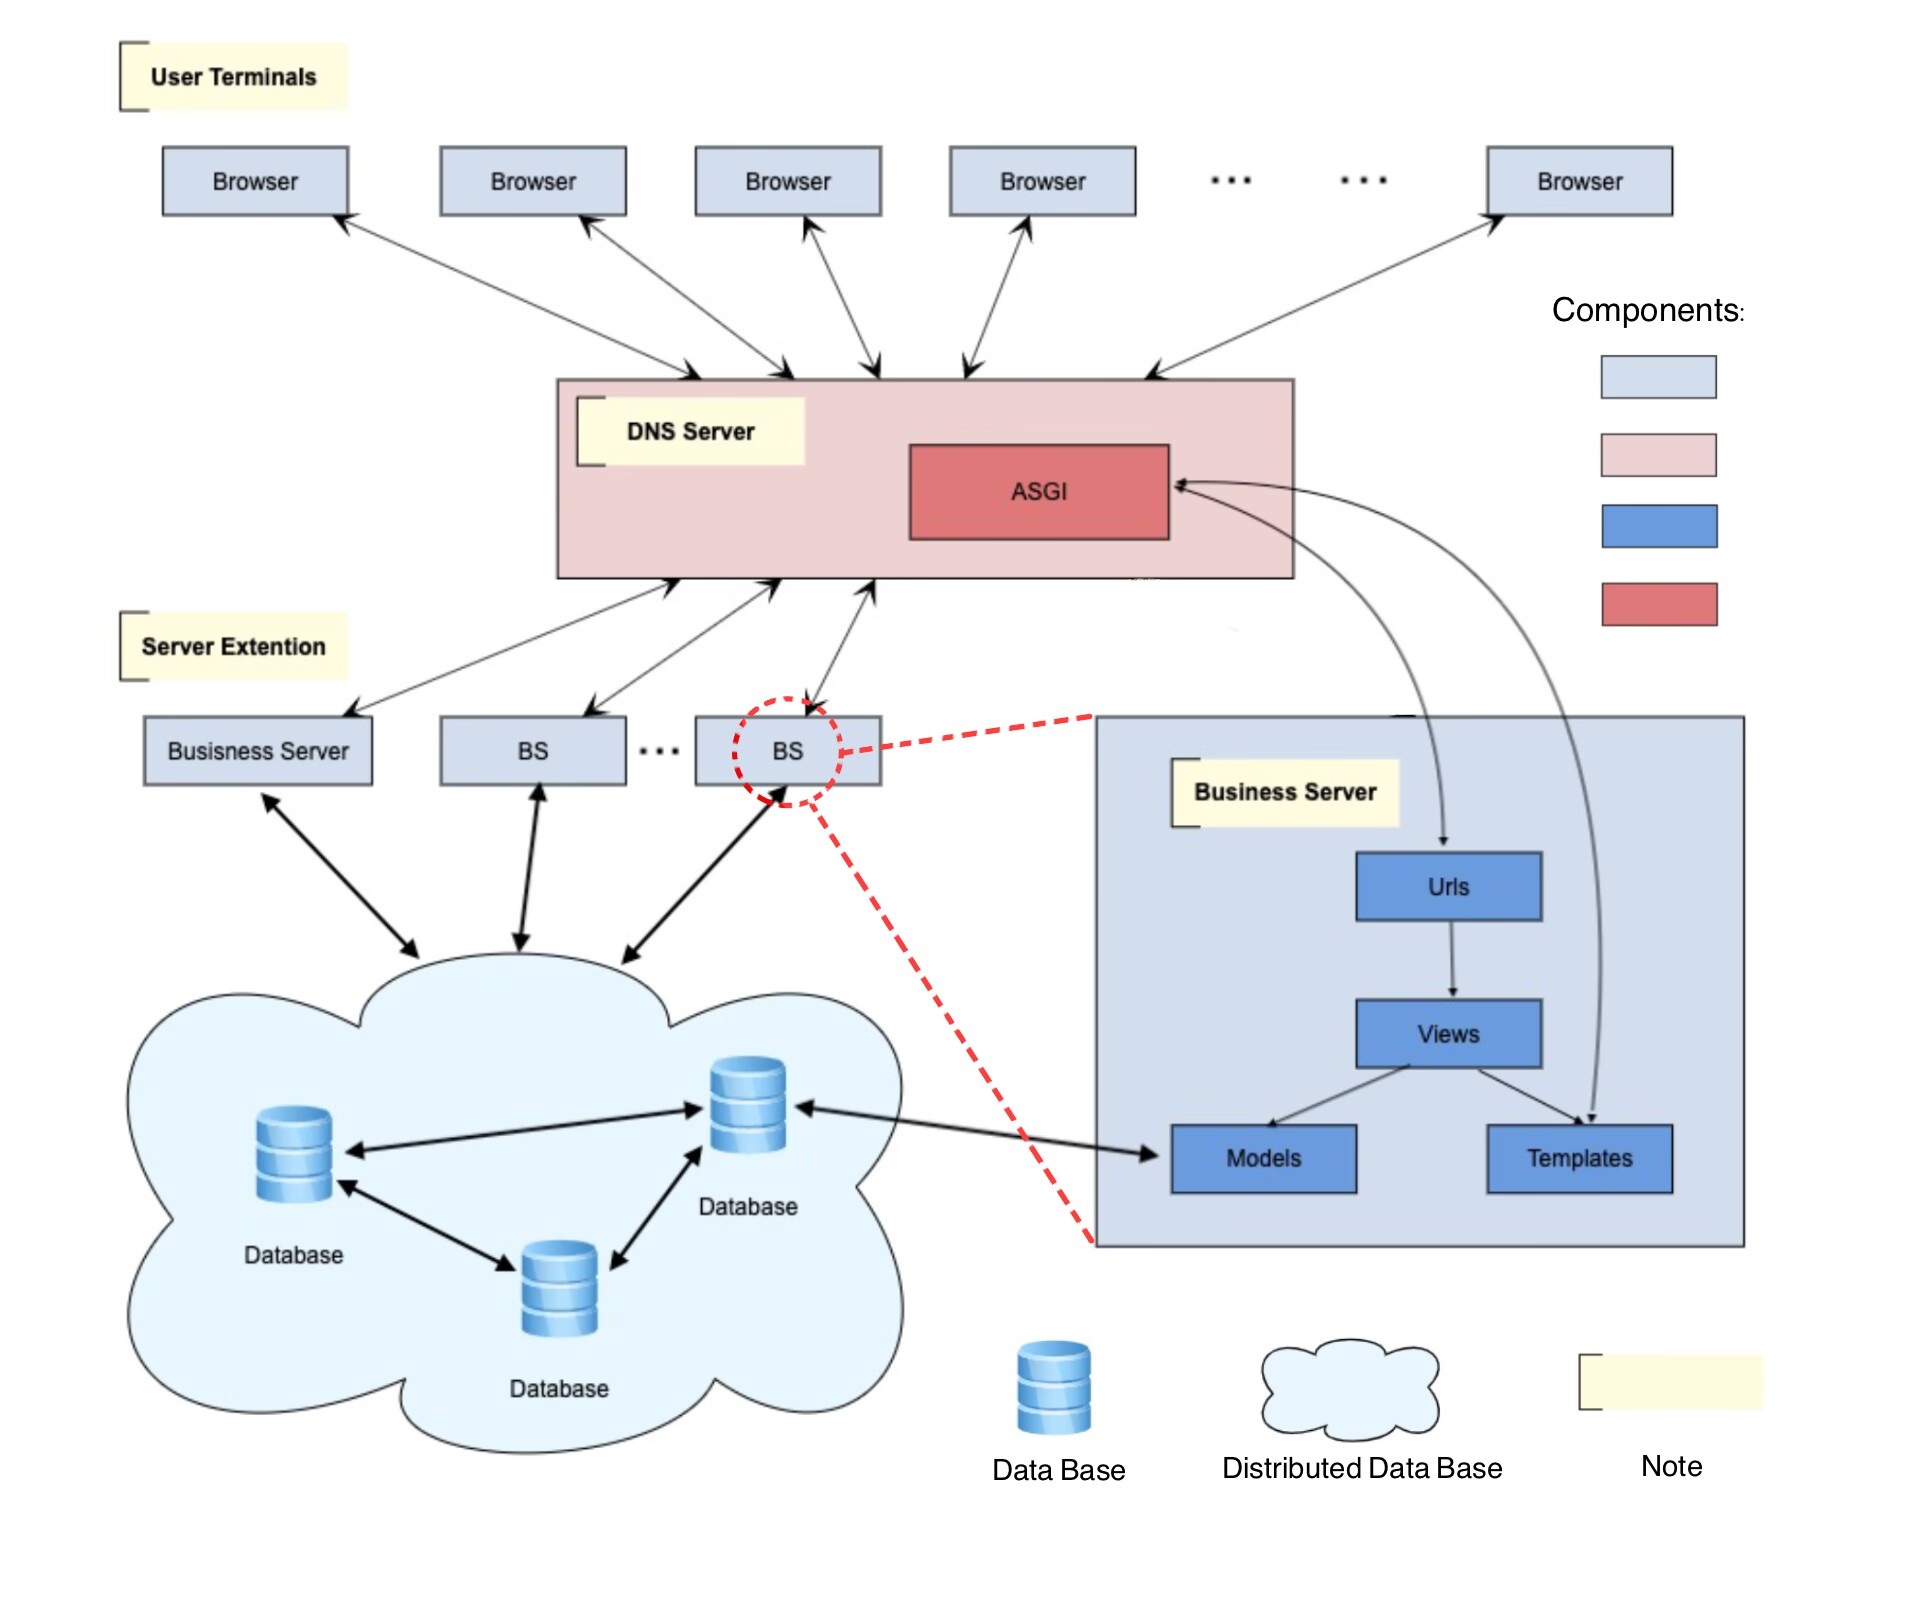 User Terminals
Browser
Browser
Browser
Browser
... ...
Browser
Components:
DNS Server
ASGI
Server Extention
Busisness Server
BS
...
BS
Business Server
Urls
Views
Models
Templates
Database
Database
Database
Data Base
Distributed Data Base
Note